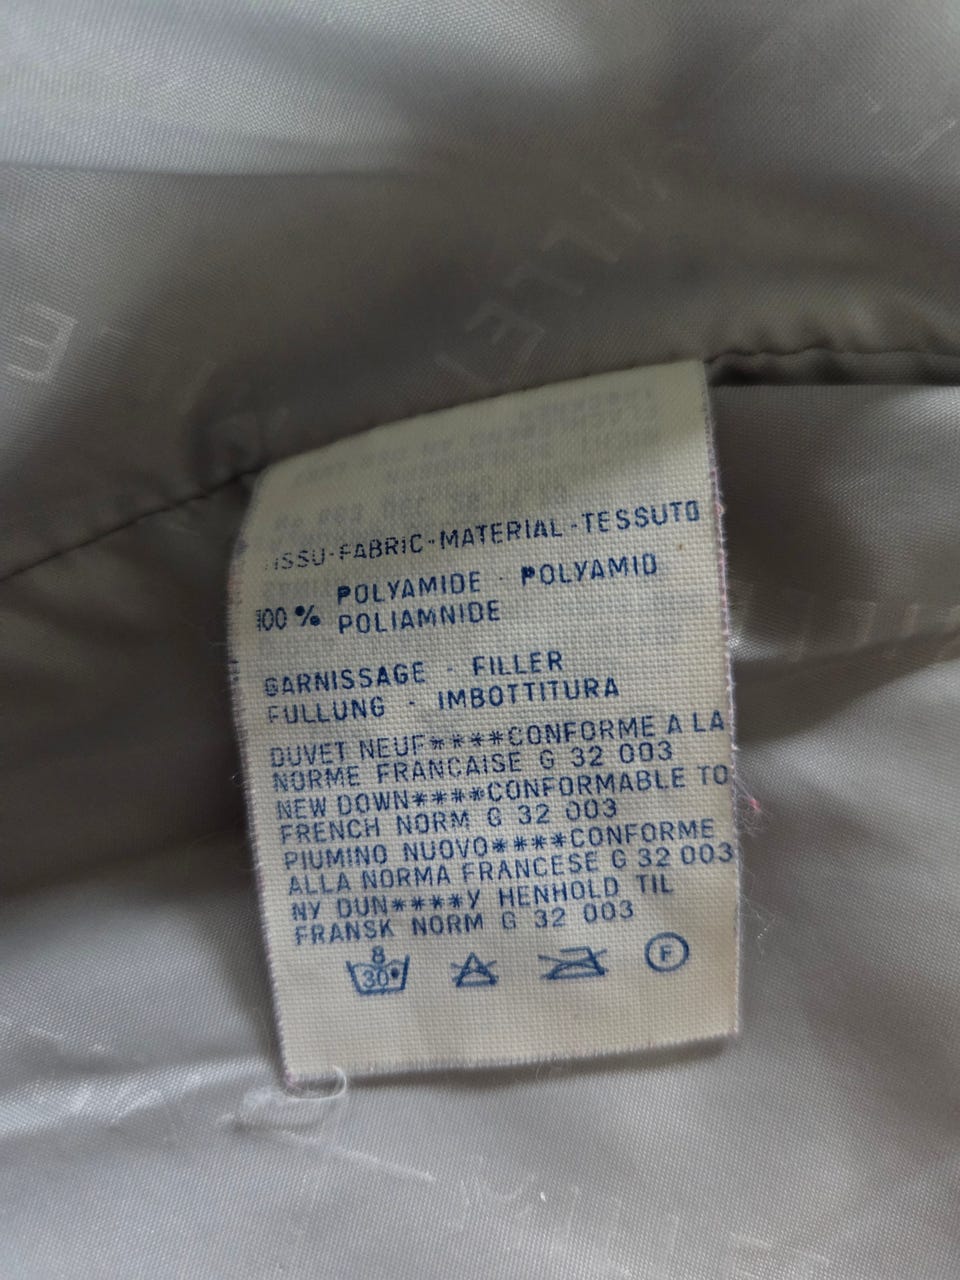 TISSU-FABRIC-MATERIAL-TESSUTO
100 % POLYAMIDE - POLYAMID
POLIAMNIDE
GARNISSAGE - FILLER
FULLUNG - IMBOTTITURA
DUVET NEUF****CONFORME A LA
NORME FRANCAISE G 32 003
NEW DOWN****CONFORMABLE TO
FRENCH NORM G 32 003
PIUMINO NUOVO****CONFORME
ALLA NORMA FRANCESE G 32 003
NY DUN****Y HENHOLD TIL
FRANSK NORM G 32 003
8
30°
F